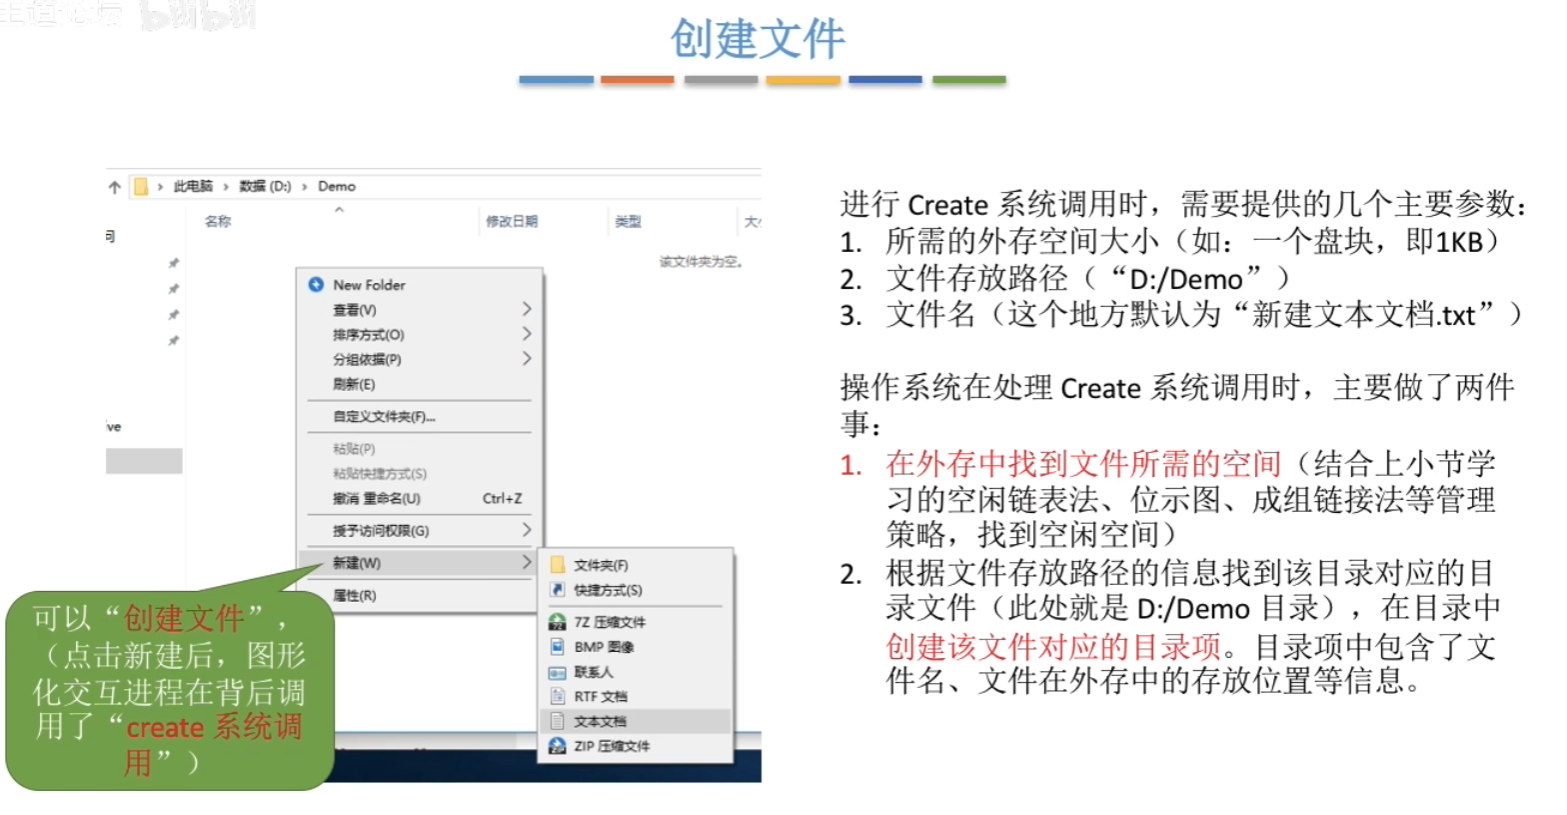 王道论坛 bilibili
创建文件
此电脑 › 数据 (D:) › Demo
名称 修改日期 类型
该文件夹为空。
ve
New Folder
查看(V)
排序方式(O)
分组依据(P)
刷新(E)
自定义文件夹(F)...
粘贴(P)
粘贴快捷方式(S)
撤消 重命名(U) Ctrl+Z
授予访问权限(G)
新建(W)
属性(R)
文件夹(F)
快捷方式(S)
7Z 压缩文件
BMP 图像
联系人
RTF 文档
文本文档
ZIP 压缩文件
可以“创建文件”，
（点击新建后，图形
化交互进程在背后调
用了“create 系统调
用”）
进行 Create 系统调用时，需要提供的几个主要参数：
1. 所需的外存空间大小（如：一个盘块，即1KB）
2. 文件存放路径（“D:/Demo”）
3. 文件名（这个地方默认为“新建文本文档.txt”）
操作系统在处理 Create 系统调用时，主要做了两件
事：
1. 在外存中找到文件所需的空间（结合上小节学
习的空闲链表法、位示图、成组链接法等管理
策略，找到空闲空间）
2. 根据文件存放路径的信息找到该目录对应的目
录文件（此处就是 D:/Demo 目录），在目录中
创建该文件对应的目录项。目录项中包含了文
件名、文件在外存中的存放位置等信息。